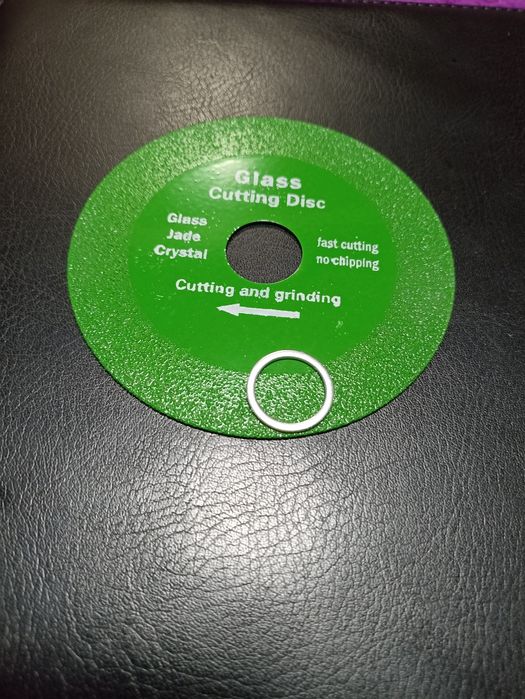 Glass
Cutting Disc
Glass
Jade
Crystal
fast cutting
no chipping
Cutting and grinding